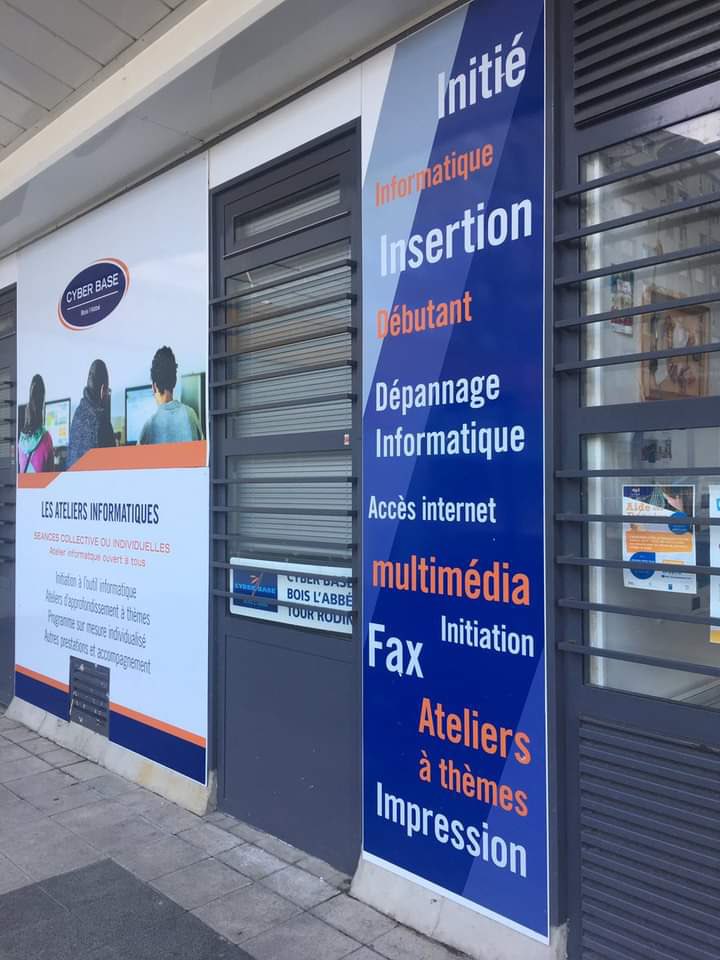 CYBER BASE
Bois l'Abbé
LES ATELIERS INFORMATIQUES
SEANCES COLLECTIVE OU INDIVIDUELLES
Atelier informatique ouvert à tous
Initiation à l'outil informatique
Ateliers d'approfondissement à thèmes
Programme sur mesure individualisé
Autres prestations et accompagnement
CYBER-BASE
CYBER BASE
BOIS L'ABBÉ
TOUR RODIN
Initié
Informatique
Insertion
Débutant
Dépannage
Informatique
Accès internet
multimédia
Initiation
Fax
Ateliers
à thèmes
Impression
Aide